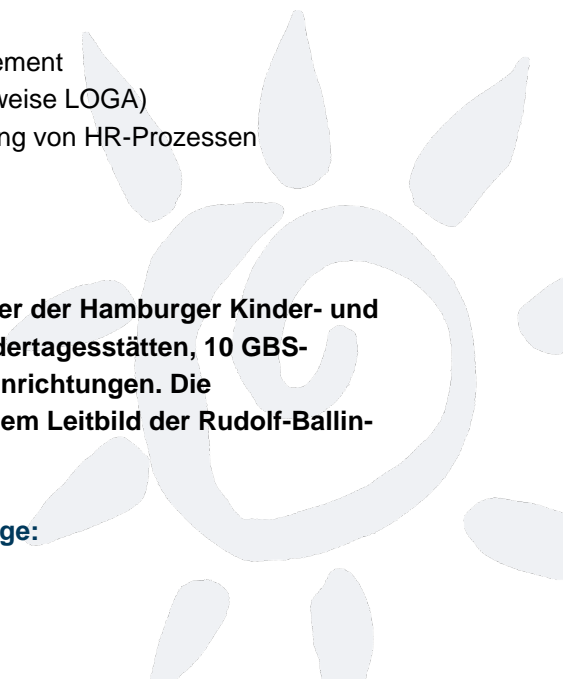 ement
weise LOGA)
ng von HR-Prozessen
er der Hamburger Kinder- und
dertagesstätten, 10 GBS-
nrichtungen. Die
em Leitbild der Rudolf-Ballin-
ge: